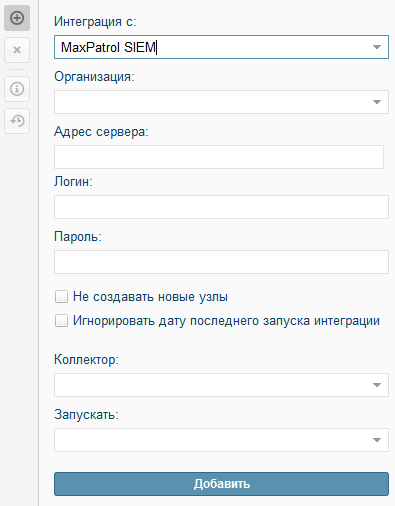 Интеграция с:
MaxPatrol SIEM
Организация:
Адрес сервера:
Логин:
Пароль:
Не создавать новые узлы
Игнорировать дату последнего запуска интеграции
Коллектор:
Запускать:
Добавить